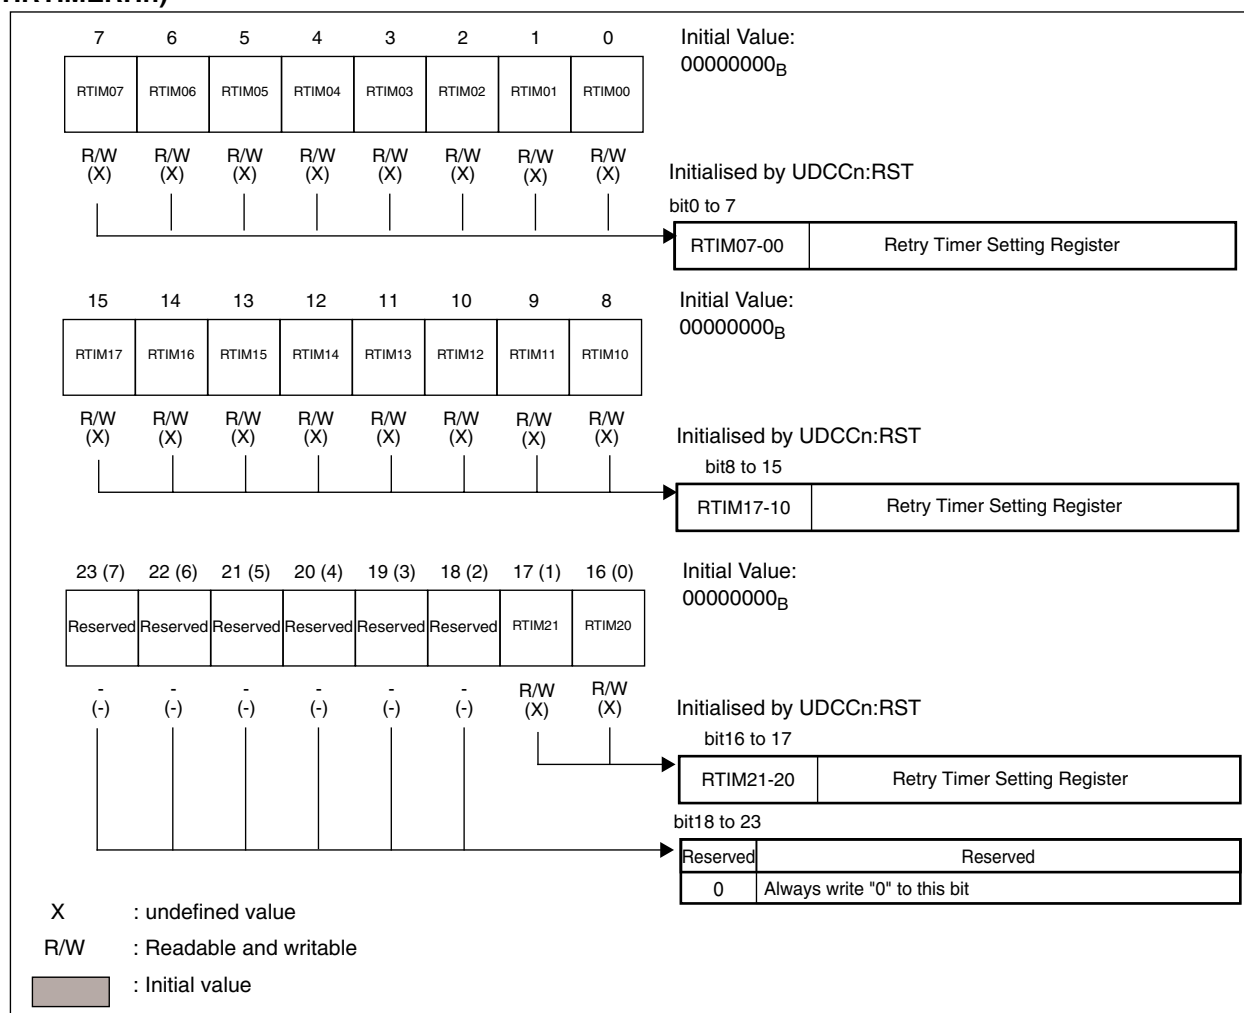 7 6 5 4 3 2 1 0 Initial Value:
00000000B
RTIM07 RTIM06 RTIM05 RTIM04 RTIM03 RTIM02 RTIM01 RTIM00
R/W R/W R/W R/W R/W R/W R/W R/W
(X) (X) (X) (X) (X) (X) (X) (X) Initialised by UDCCn:RST
bit0 to 7
RTIM07-00 Retry Timer Setting Register
15 14 13 12 11 10 9 8 Initial Value:
00000000B
RTIM17 RTIM16 RTIM15 RTIM14 RTIM13 RTIM12 RTIM11 RTIM10
R/W R/W R/W R/W R/W R/W R/W R/W
(X) (X) (X) (X) (X) (X) (X) (X) Initialised by UDCCn:RST
bit8 to 15
RTIM17-10 Retry Timer Setting Register
23 (7) 22 (6) 21 (5) 20 (4) 19 (3) 18 (2) 17 (1) 16 (0) Initial Value:
00000000B
Reserved Reserved Reserved Reserved Reserved Reserved RTIM21 RTIM20
- - - - - - R/W R/W
(-) (-) (-) (-) (-) (-) (X) (X) Initialised by UDCCn:RST
bit16 to 17
RTIM21-20 Retry Timer Setting Register
bit18 to 23
Reserved Reserved
0 Always write "0" to this bit
X : undefined value
R/W : Readable and writable
: Initial value